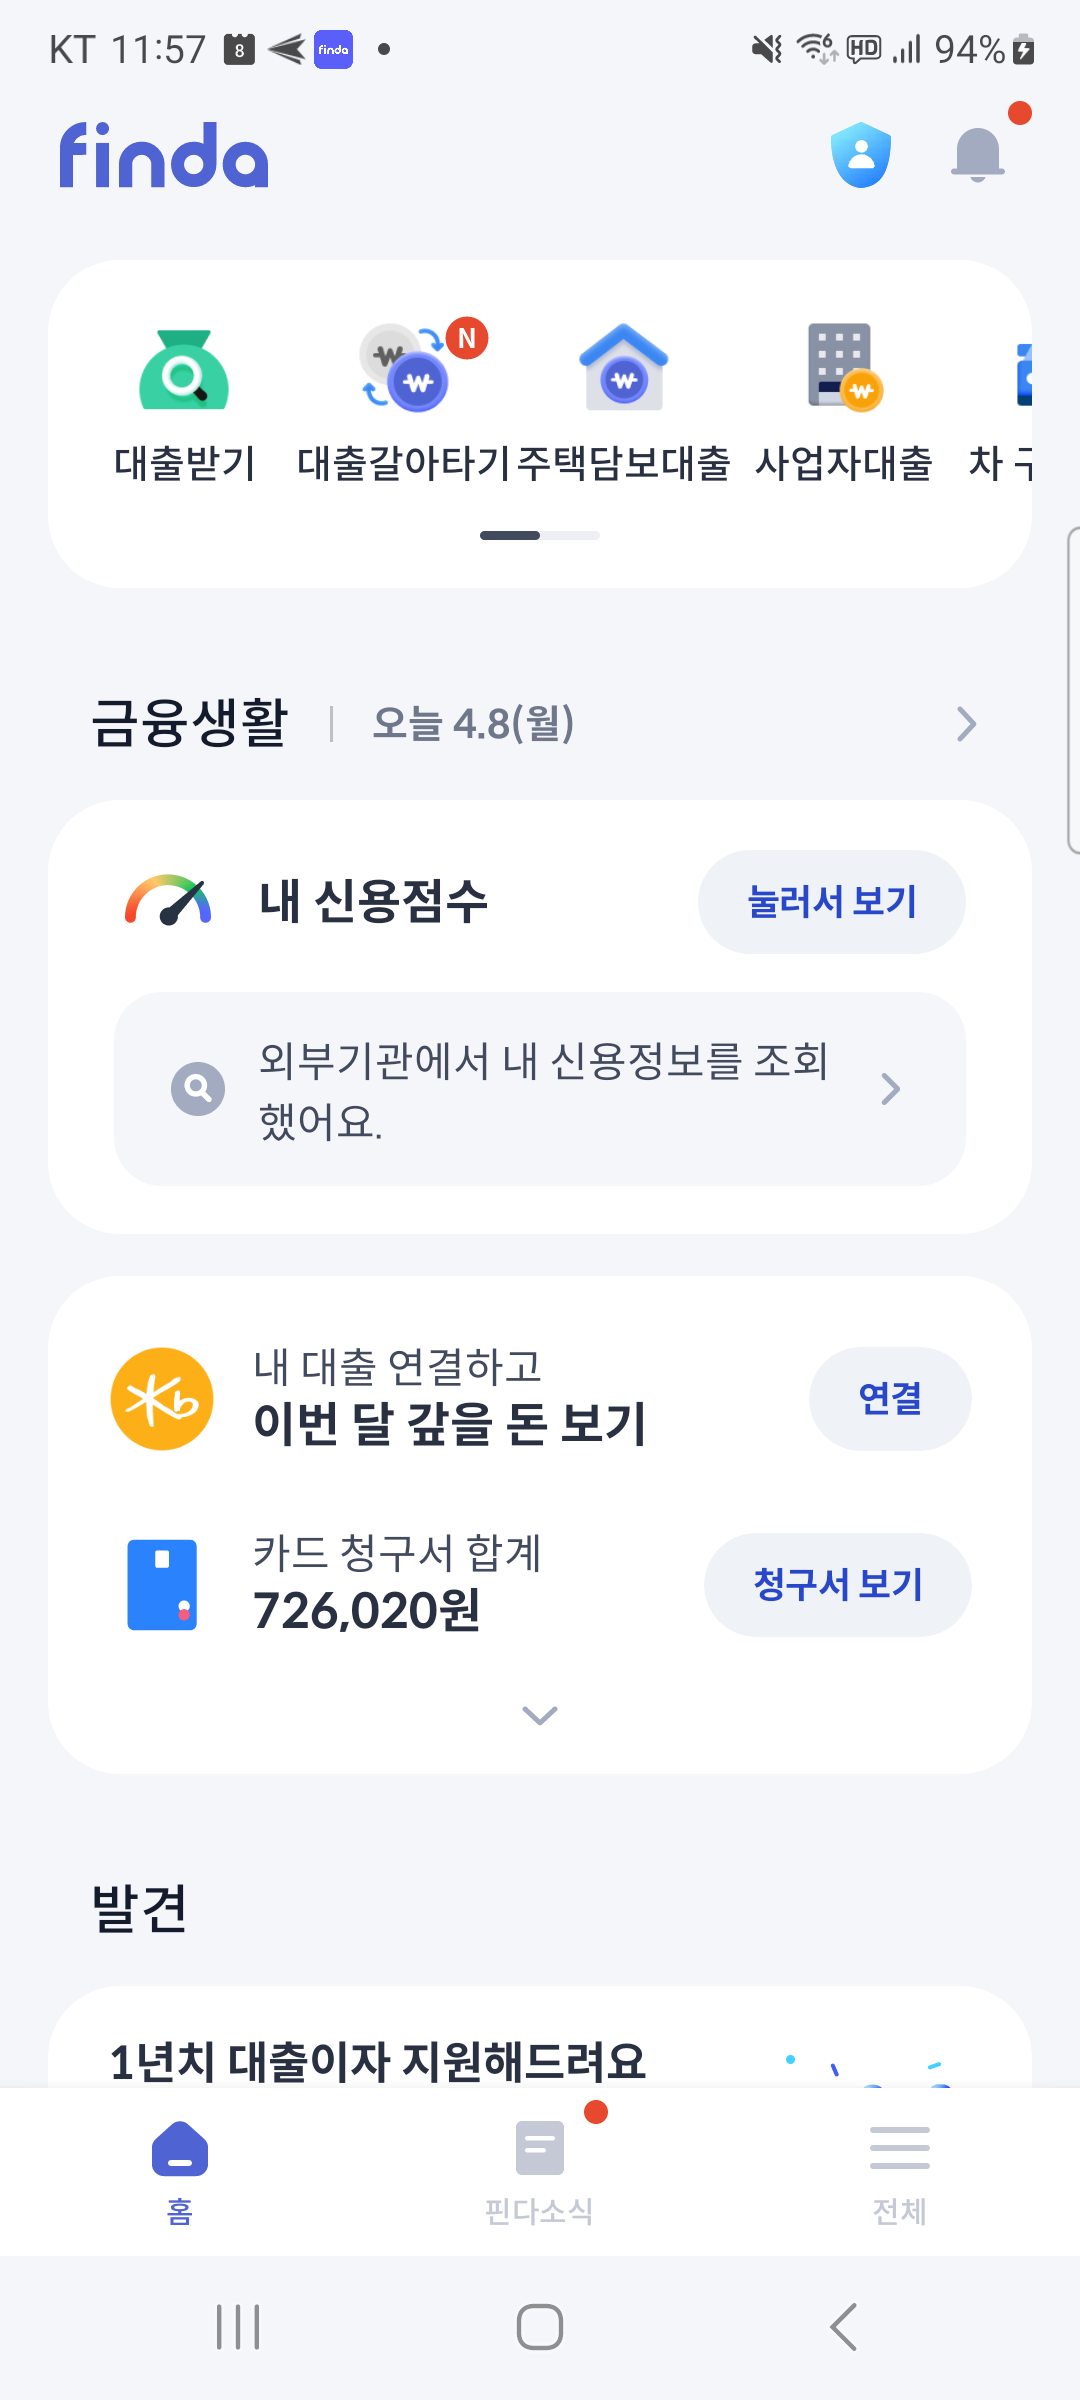 KT 11:57 8 finda 6 HD 94%
finda
N
대출받기 대출갈아타기 주택담보대출 사업자대출 차
금융생활 | 오늘 4.8(월)
내 신용점수 눌러서 보기
외부기관에서 내 신용정보를 조회
했어요.
내 대출 연결하고
이번 달 갚을 돈 보기 연결
카드 청구서 합계
726,020원 청구서 보기
발견
1년치 대출이자 지원해드려요
홈 핀다소식 전체